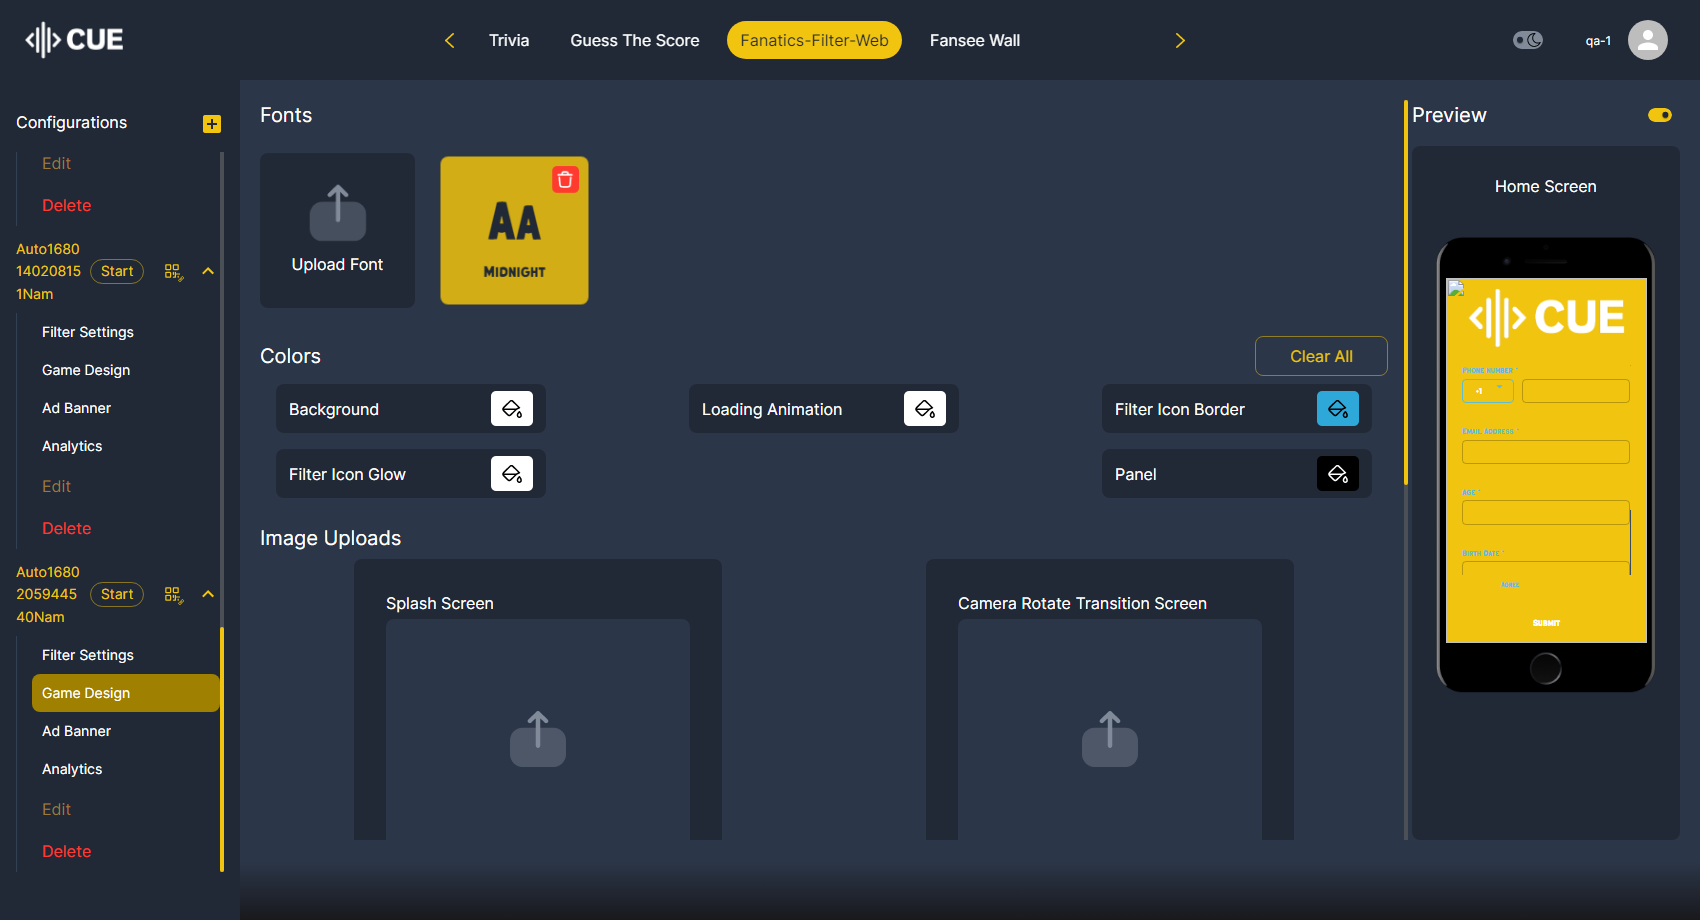 CUE
Trivia
Guess The Score
Fanatics-Filter-Web
Fansee Wall
qa-1
Configurations
Edit
Delete
Auto1680
14020815
1Nam
Start
Filter Settings
Game Design
Ad Banner
Analytics
Edit
Delete
Auto1680
2059445
40Nam
Start
Filter Settings
Game Design
Ad Banner
Analytics
Edit
Delete
Fonts
Upload Font
AA
MIDNIGHT
Colors
Clear All
Background
Loading Animation
Filter Icon Border
Filter Icon Glow
Panel
Image Uploads
Splash Screen
Camera Rotate Transition Screen
Preview
Home Screen
CUE
PHONE NUMBER *
+1
EMAIL ADDRESS *
AGE *
BIRTH DATE *
SUBMIT